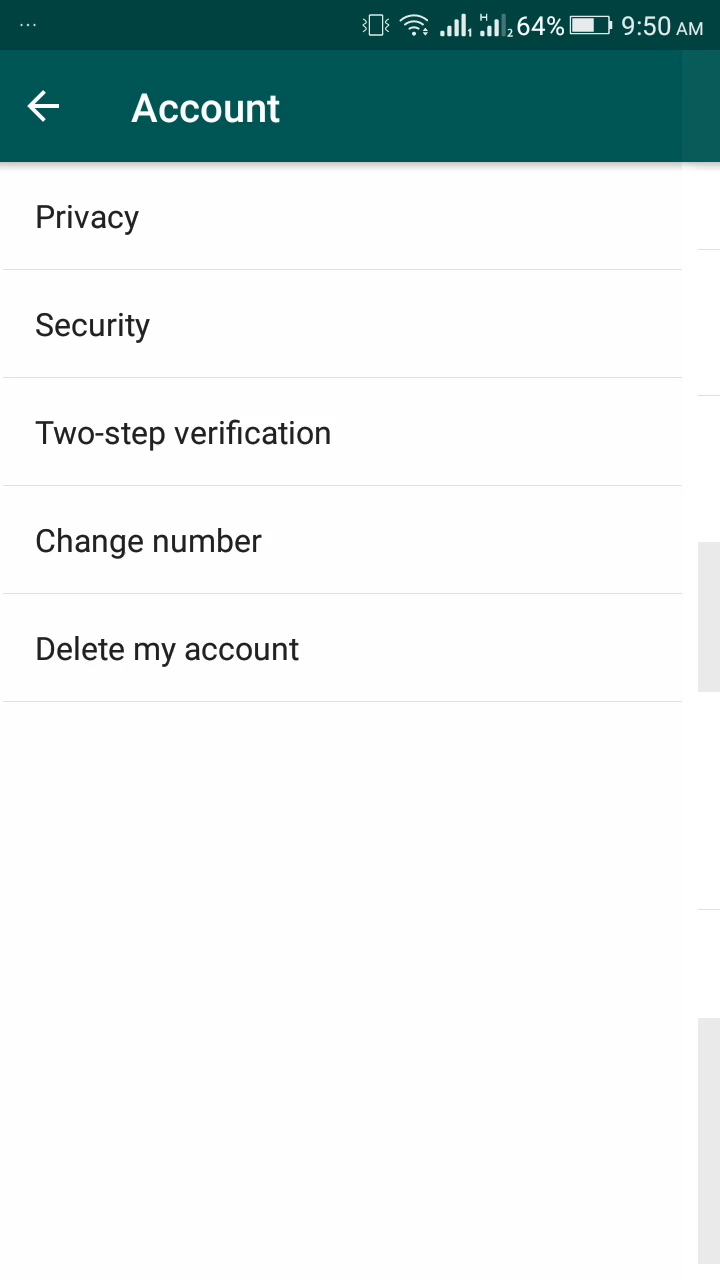 64% 9:50 AM
Account
Privacy
Security
Two-step verification
Change number
Delete my account